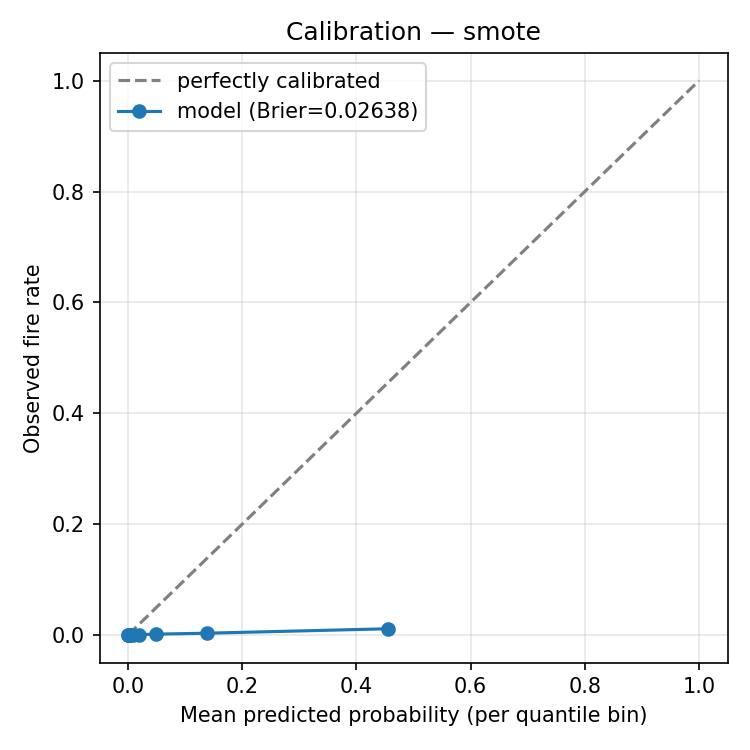 Calibration — smote
perfectly calibrated
model (Brier=0.02638)
1.0
0.8
0.6
0.4
0.2
0.0
Observed fire rate
0.0 0.2 0.4 0.6 0.8 1.0
Mean predicted probability (per quantile bin)